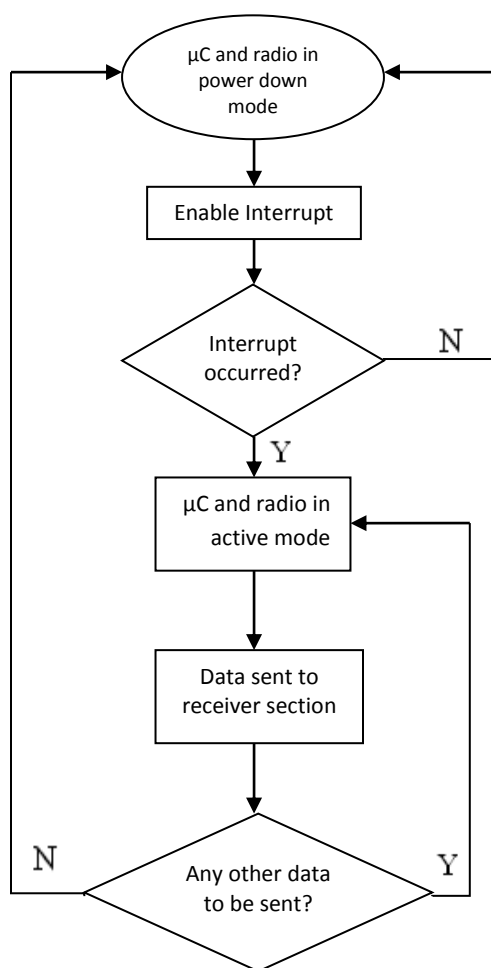 µC and radio in
power down
mode
Enable Interrupt
Interrupt
occurred?
N
Y
µC and radio in
active mode
Data sent to
receiver section
N
Any other data
to be sent?
Y